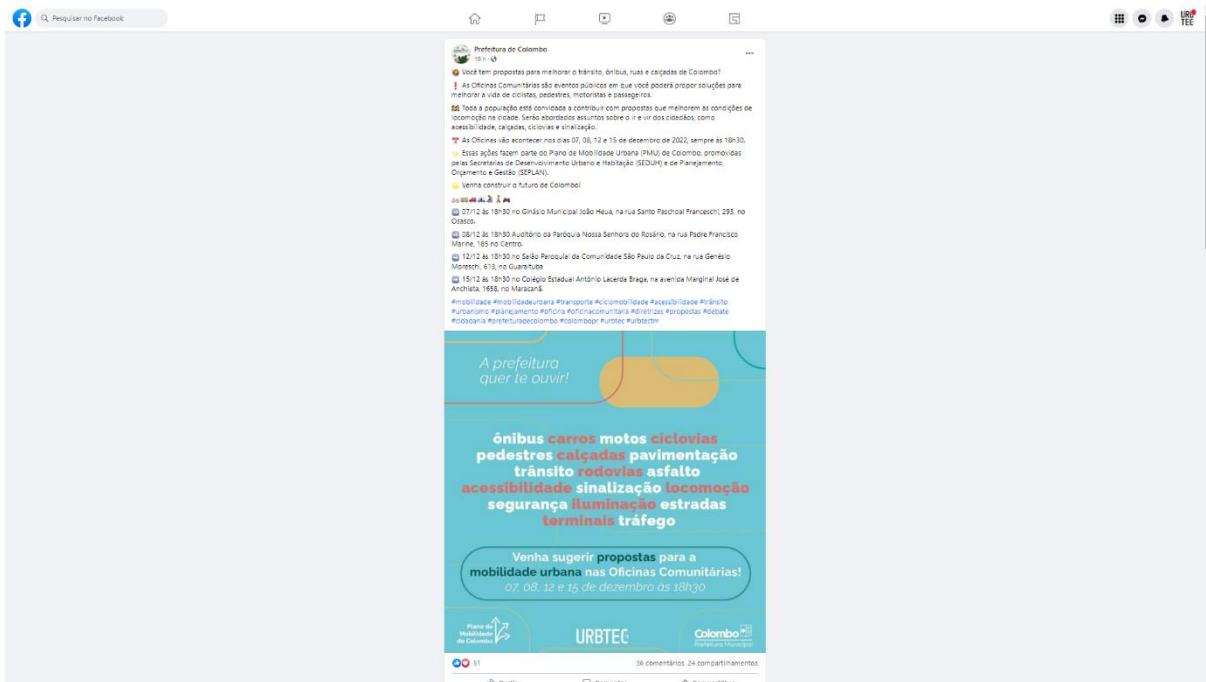 Pesquisar no Facebook
URB
TEC
Prefeitura de Colombo
18 h
Você tem propostas para melhorar o trânsito, ônibus, ruas e calçadas de Colombo?
As Oficinas Comunitárias são eventos públicos em que você poderá propor soluções para
melhorar a vida de ciclistas, pedestres, motoristas e passageiros.
Toda a população está convidada a contribuir com propostas que melhorem as condições de
locomoção na cidade. Serão abordados assuntos sobre o ir e vir dos cidadãos, como
acessibilidade, calçadas, ciclovias e sinalização.
As Oficinas vão acontecer nos dias 07, 08, 12 e 15 de dezembro de 2022, sempre às 18h30.
Essas ações fazem parte do Plano de Mobilidade Urbana (PMU) de Colombo, promovidas
pelas Secretarias de Desenvolvimento Urbano e Habitação (SEDUH) e de Planejamento,
Orçamento e Gestão (SEPLAN).
Venha construir o futuro de Colombo!
07/12 às 18h30 no Ginásio Municipal João Heua, na rua Santo Paschoal Franceschi, 293, no
Osasco.
08/12 às 18h30 Auditório da Paróquia Nossa Senhora do Rosário, na rua Padre Francisco
Marine, 185 no Centro.
12/12 às 18h30 no Salão Paroquial da Comunidade São Paulo da Cruz, na rua Genésio
Moreschi, 613, no Guaraituba
15/12 às 18h30 no Colégio Estadual Antônio Lacerda Braga, na avenida Marginal José de
Anchieta, 1658, no Maracanã.
#mobilidade #mobilidadeurbana #transporte #ciclomobilidade #acessibilidade #trânsito
#urbanismo #planejamento #oficina #oficinacomunitaria #diretrizes #propostas #debate
#cidadania #prefeituradecolombo #colombopr #urbtec #urbtectm
A prefeitura
quer te ouvir!
ônibus carros motos ciclovias
pedestres calçadas pavimentação
trânsito rodovias asfalto
acessibilidade sinalização locomoção
segurança iluminação estradas
terminais tráfego
Venha sugerir propostas para a
mobilidade urbana nas Oficinas Comunitárias!
07, 08, 12 e 15 de dezembro às 18h30
Plano de
Mobilidade
de Colombo
URBTEC
Colombo
Prefeitura Municipal
51
36 comentários 24 compartilhamentos